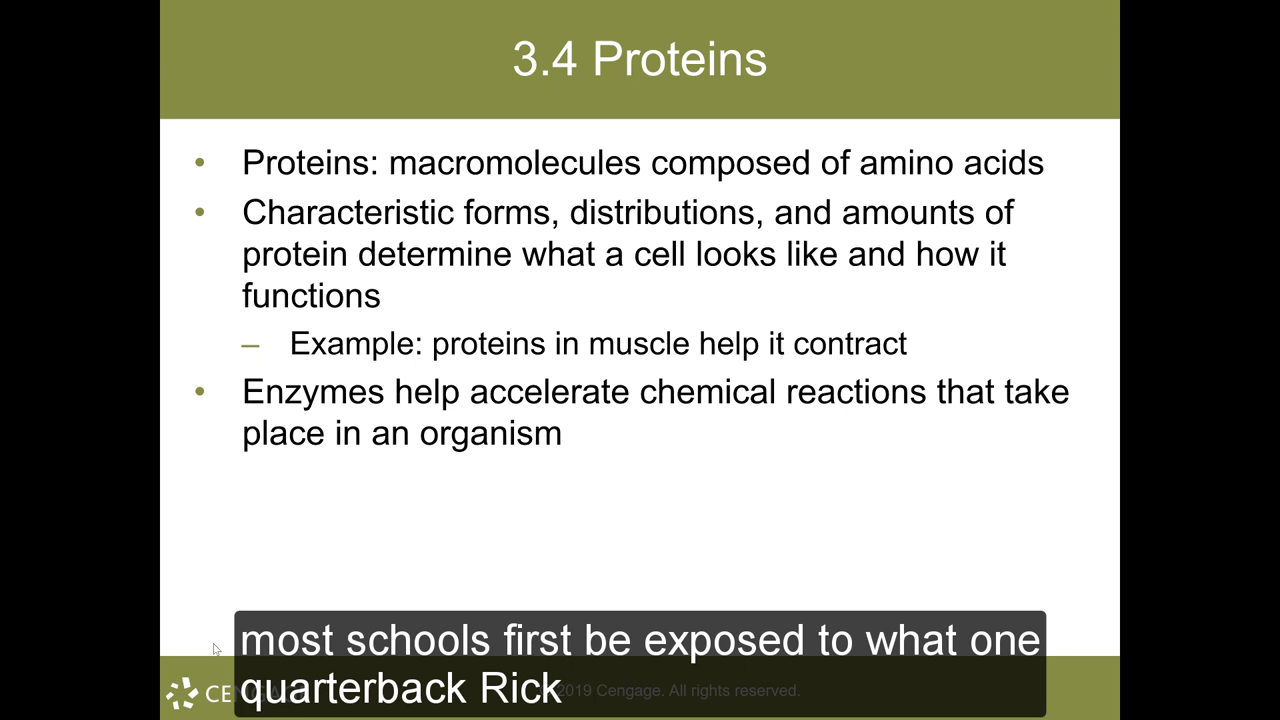 3.4 Proteins
• Proteins: macromolecules composed of amino acids
• Characteristic forms, distributions, and amounts of
protein determine what a cell looks like and how it
functions
– Example: proteins in muscle help it contract
• Enzymes help accelerate chemical reactions that take
place in an organism
most schools first be exposed to what one
quarterback Rick
2019 Cengage. All rights reserved.